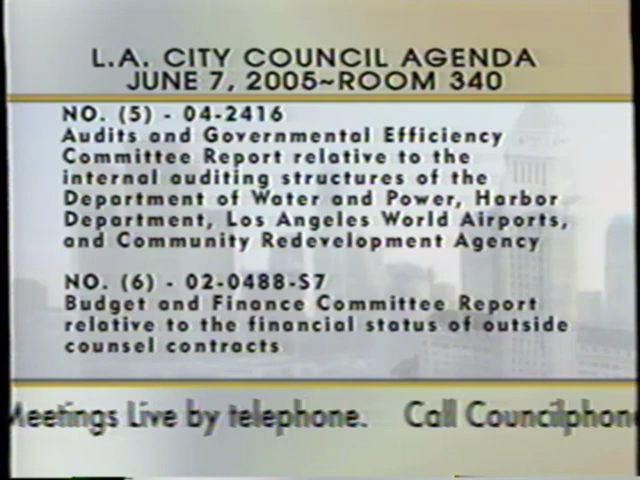 L.A. CITY COUNCIL AGENDA
JUNE 7, 2005~ROOM 340
NO. (5) - 04-2416
Audits and Governmental Efficiency
Committee Report relative to the
internal auditing structures of the
Department of Water and Power, Harbor
Department, Los Angeles World Airports,
and Community Redevelopment Agency
NO. (6) - 02-0488-S7
Budget and Finance Committee Report
relative to the financial status of outside
counsel contracts
Meetings Live by telephone. Call Councilphon